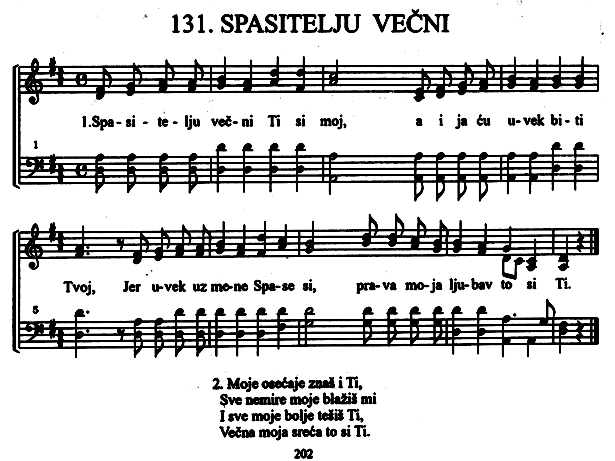 131. SPASITELJU VEČNI
1.Spa- si - te - lju več-ni Ti si moj, a i ja ću u-vek bi-ti
1
Tvoj, Jer u-vek uz me-ne Spa-se si, pra-va mo-ja lju-bav to si Ti.
5
2. Moje osećaje znaš i Ti,
Sve nemire moje blažiš mi
I sve moje bolje tešiš Ti,
Večna moja sreća to si Ti.
202